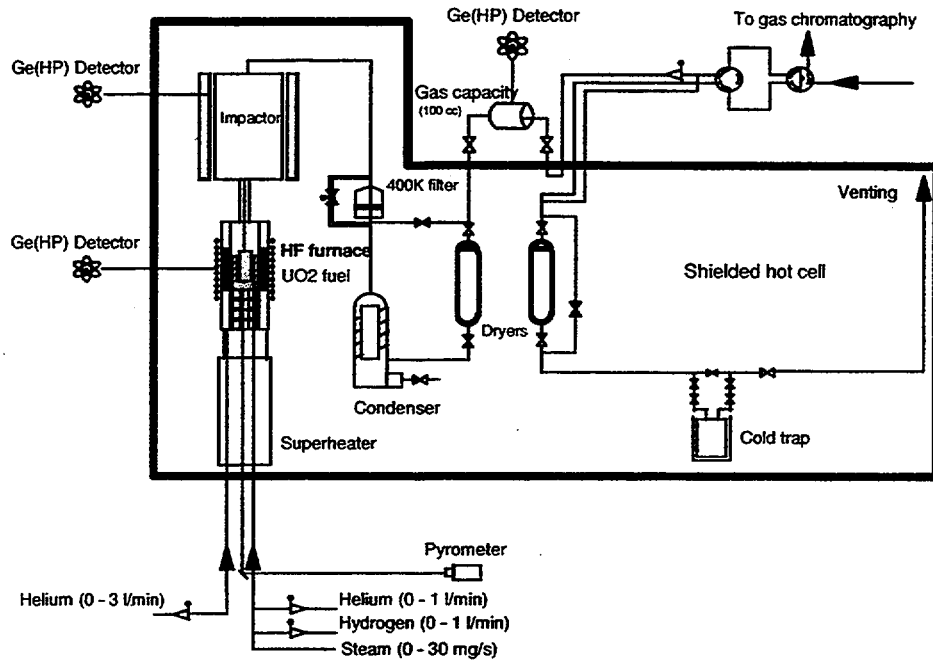 To gas chromatography
Ge(HP) Detector
Ge(HP) Detector
Impactor
Gas capacity
(100 cc)
400K filter
Venting
Ge(HP) Detector
HF furnace
UO2 fuel
Shielded hot cell
Dryers
Condenser
Superheater
Cold trap
Pyrometer
Helium (0 - 3 l/min)
Helium (0 - 1 l/min)
Hydrogen (0 - 1 l/min)
Steam (0 - 30 mg/s)